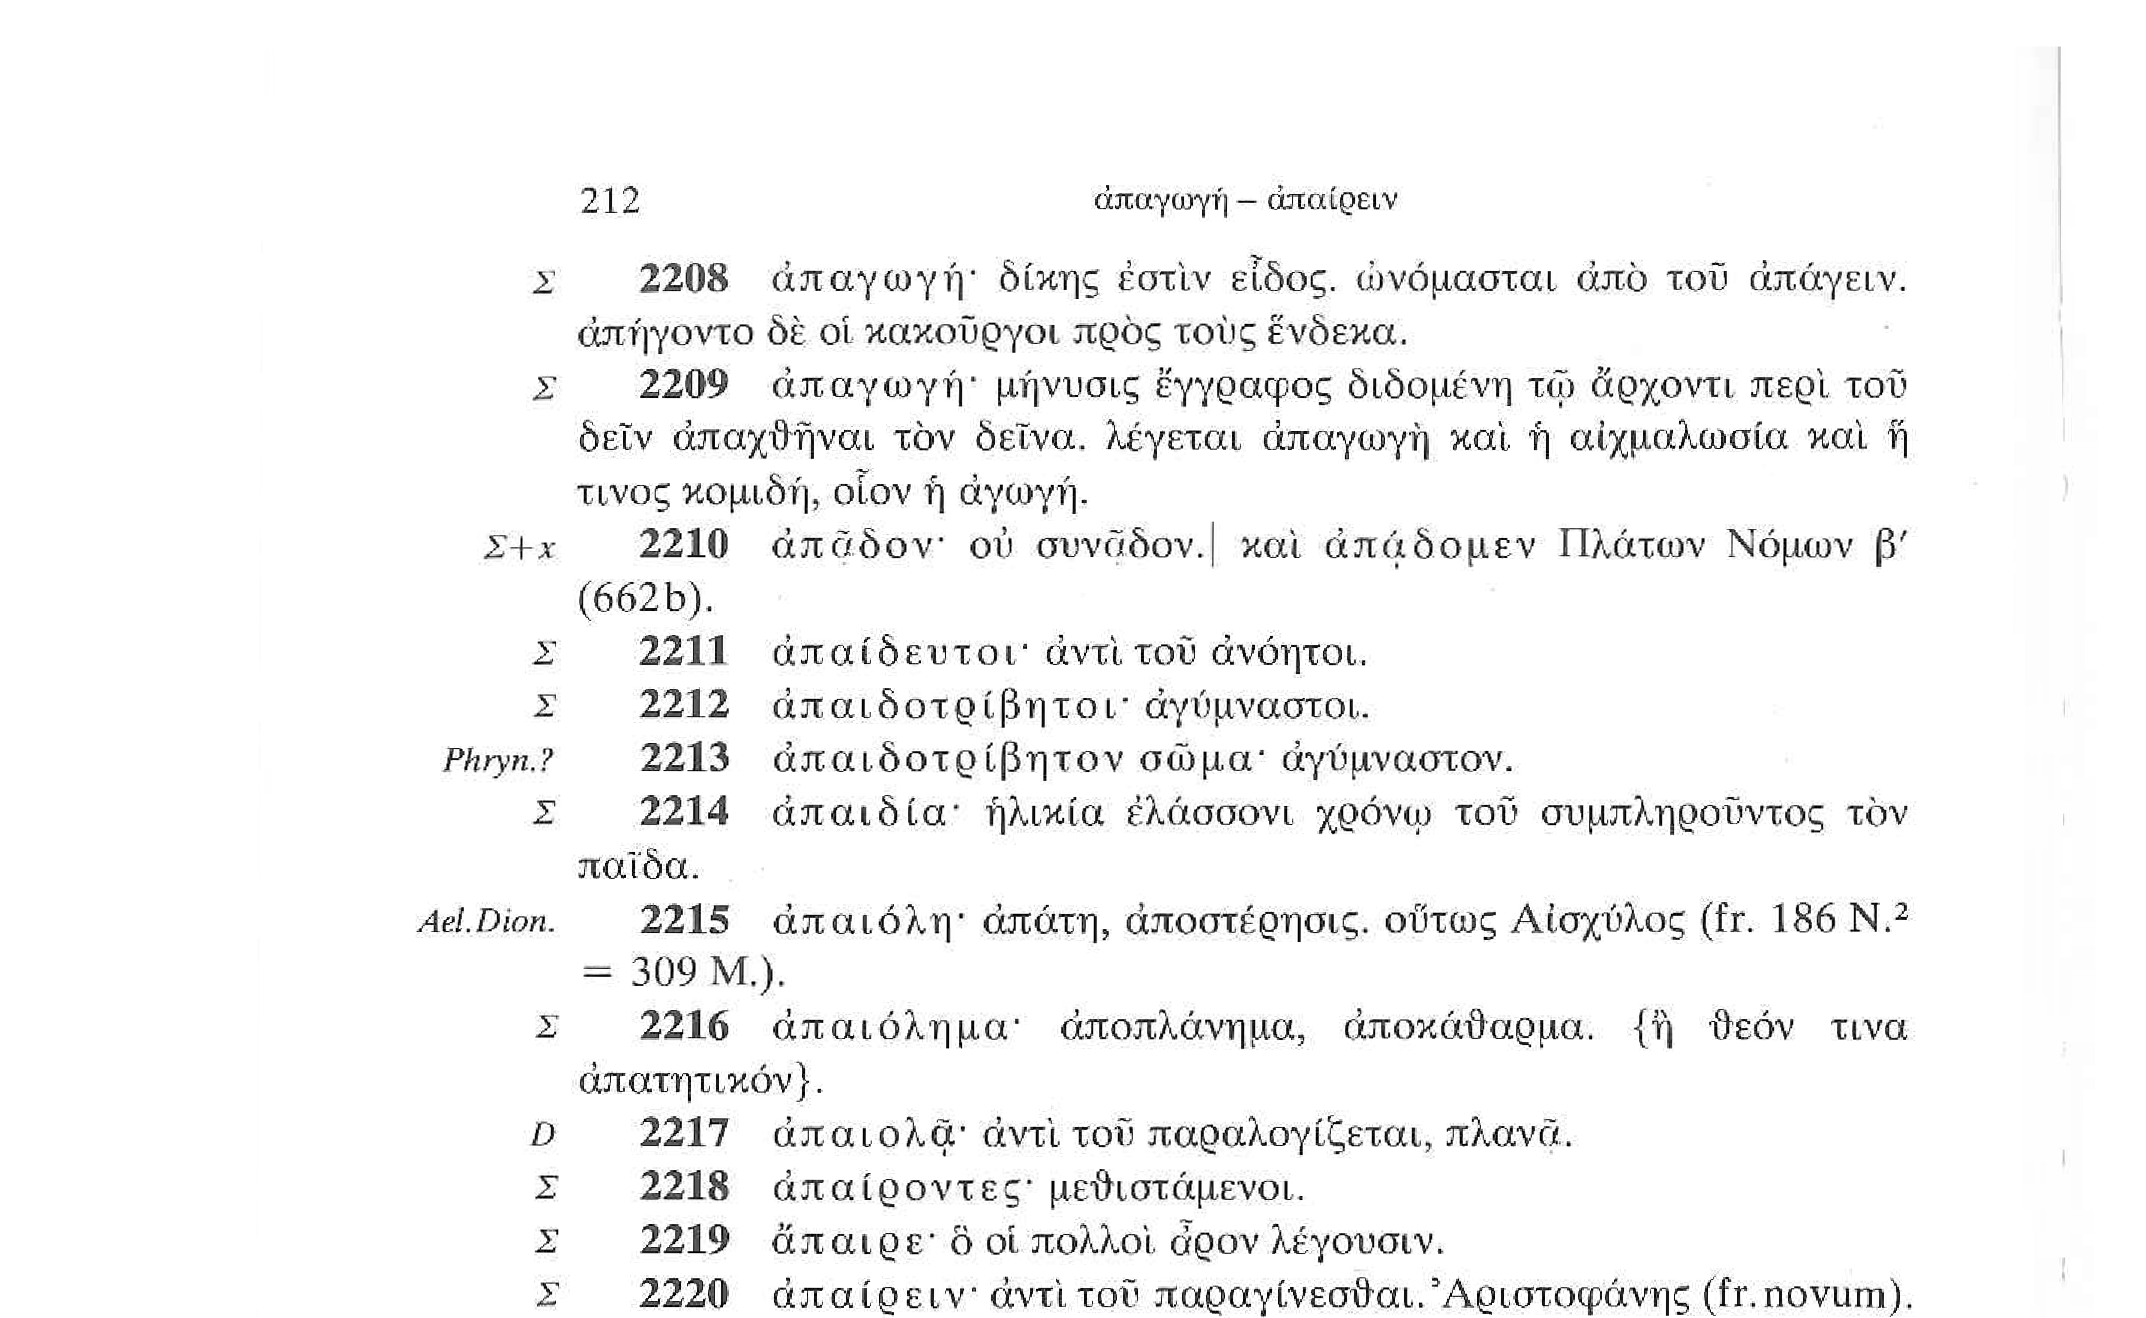 212 ἀπαγωγή – ἀπαίρειν
Σ 2208 ἀπαγωγή· δίκης ἐστὶν εἶδος. ὠνόμασται ἀπὸ τοῦ ἀπάγειν.
ἀπήγοντο δὲ οἱ κακοῦργοι πρὸς τοὺς ἕνδεκα.
Σ 2209 ἀπαγωγή· μήνυσις ἔγγραφος διδομένη τῷ ἄρχοντι περὶ τοῦ
δεῖν ἀπαχθῆναι τὸν δεῖνα. λέγεται ἀπαγωγὴ καὶ ἡ αἰχμαλωσία καὶ ἥ
τινος κομιδή, οἷον ἡ ἀγωγή.
Σ+x 2210 ἀπᾷδον· οὐ συνᾷδον.| καὶ ἀπᾴδομεν Πλάτων Νόμων β′
(662b).
Σ 2211 ἀπαίδευτοι· ἀντὶ τοῦ ἀνόητοι.
Σ 2212 ἀπαιδοτρίβητοι· ἀγύμναστοι.
Phryn.? 2213 ἀπαιδοτρίβητον σῶμα· ἀγύμναστον.
Σ 2214 ἀπαιδία· ἡλικία ἐλάσσονι χρόνῳ τοῦ συμπληροῦντος τὸν
παῖδα.
Ael.Dion. 2215 ἀπαιόλη· ἀπάτη, ἀποστέρησις. οὕτως Αἰσχύλος (fr. 186 N.²
= 309 M.).
Σ 2216 ἀπαιόλημα· ἀποπλάνημα, ἀποκάθαρμα. {ἢ θεόν τινα
ἀπατητικόν}.
D 2217 ἀπαιολᾷ· ἀντὶ τοῦ παραλογίζεται, πλανᾷ.
Σ 2218 ἀπαίροντες· μεθιστάμενοι.
Σ 2219 ἄπαιρε· ὃ οἱ πολλοὶ ἆρον λέγουσιν.
Σ 2220 ἀπαίρειν· ἀντὶ τοῦ παραγίνεσθαι. Ἀριστοφάνης (fr. novum).